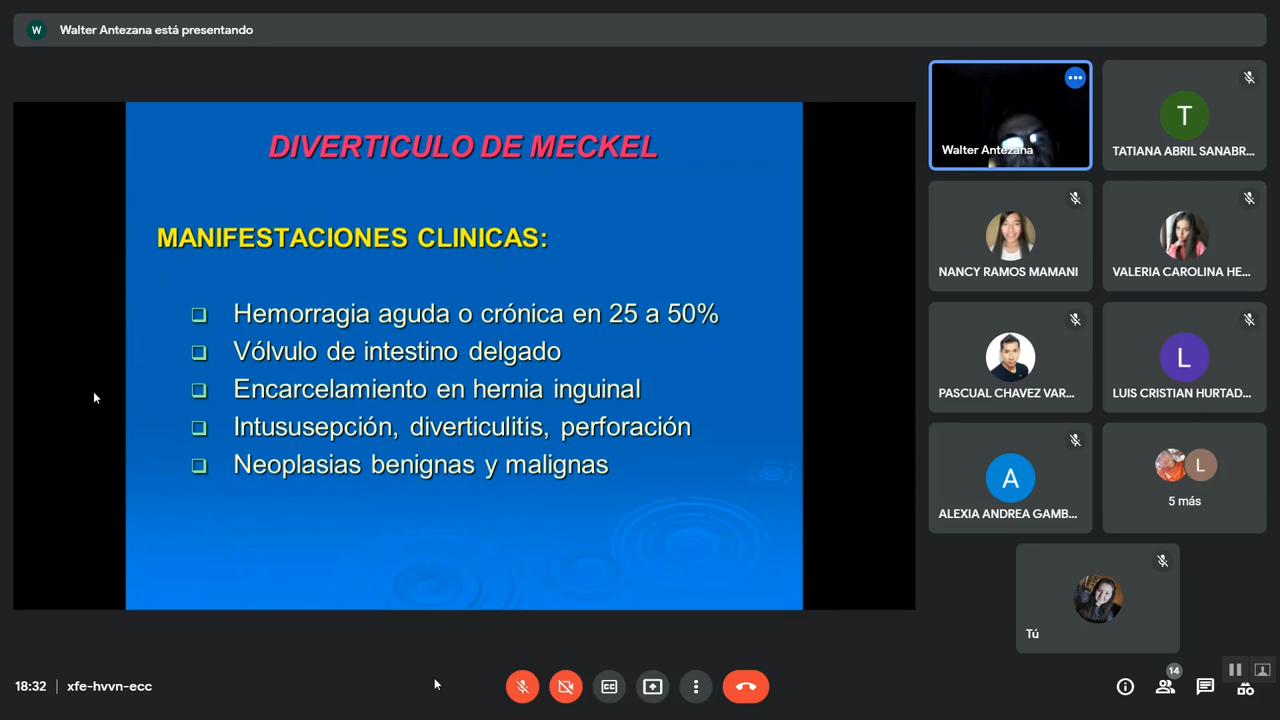 W Walter Antezana está presentando
DIVERTICULO DE MECKEL
MANIFESTACIONES CLINICAS:
Hemorragia aguda o crónica en 25 a 50%
Vólvulo de intestino delgado
Encarcelamiento en hernia inguinal
Intususepción, diverticulitis, perforación
Neoplasias benignas y malignas
Walter Antezana
T
TATIANA ABRIL SANABR...
NANCY RAMOS MAMANI
VALERIA CAROLINA HE...
PASCUAL CHAVEZ VAR...
L
LUIS CRISTIAN HURTAD...
A
ALEXIA ANDREA GAMB...
L
5 más
Tú
18:32 | xfe-hvvn-ecc
CC
14